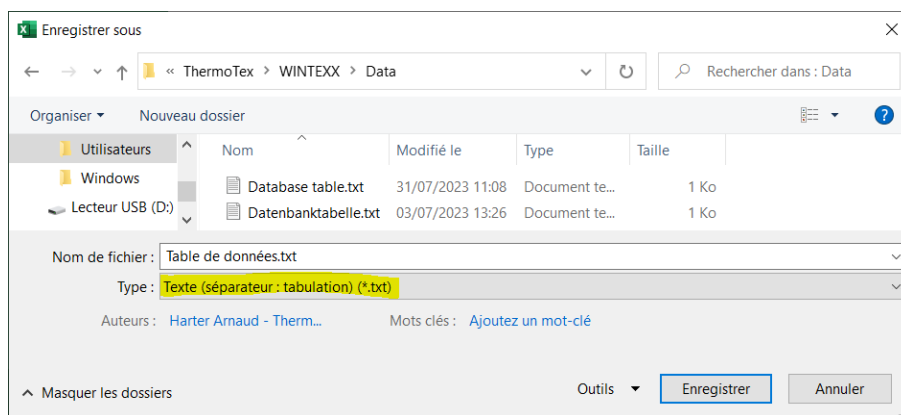 Enregistrer sous
« ThermoTex > WINTEXX > Data
Rechercher dans : Data
Organiser
Nouveau dossier
?
Utilisateurs
Windows
Lecteur USB (D:)
Nom Modifié le Type Taille
Database table.txt 31/07/2023 11:08 Document te... 1 Ko
Datenbanktabelle.txt 03/07/2023 13:26 Document te... 1 Ko
Nom de fichier : Table de données.txt
Type : Texte (séparateur : tabulation) (*.txt)
Auteurs : Harter Arnaud - Therm... Mots clés : Ajoutez un mot-clé
Masquer les dossiers
Outils Enregistrer Annuler